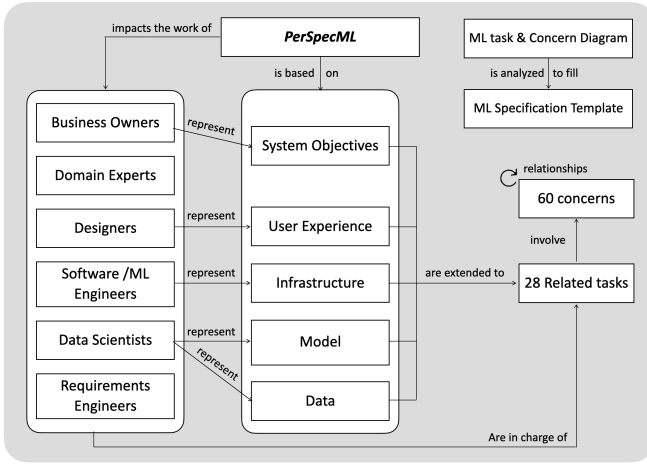 impacts the work of
PerSpecML
ML task & Concern Diagram
is based on
is analyzed to fill
ML Specification Template
Business Owners
represent
System Objectives
Domain Experts
relationships
60 concerns
Designers
represent
User Experience
involve
Software /ML
Engineers
represent
Infrastructure
are extended to
28 Related tasks
Data Scientists
represent
Model
represent
Requirements
Engineers
Data
Are in charge of